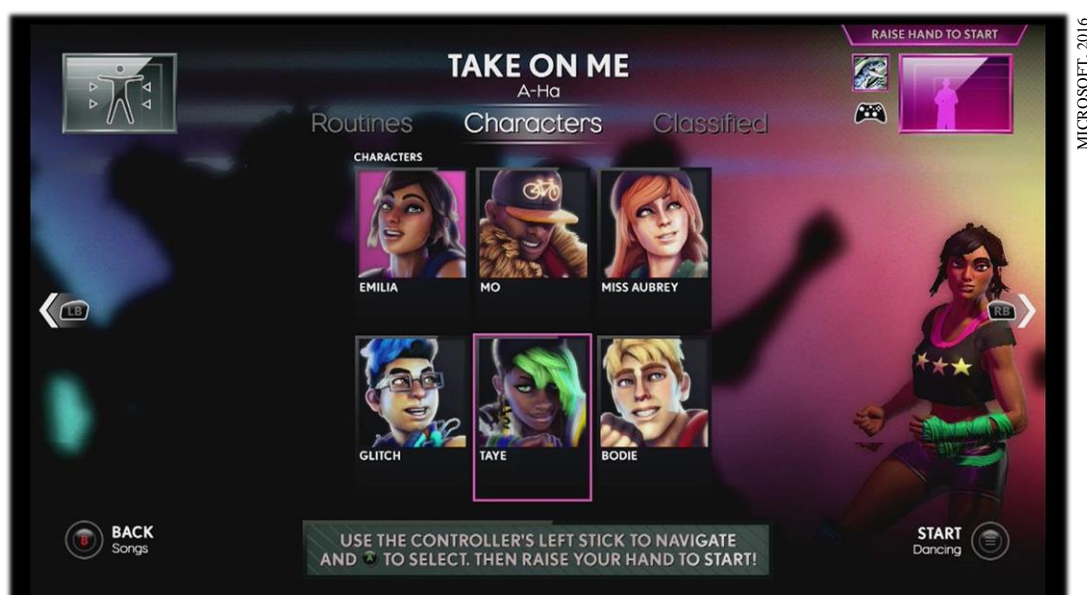 RAISE HAND TO START
TAKE ON ME
A-Ha
Routines Characters Classified
CHARACTERS
EMILIA MO MISS AUBREY
LB RB
GLITCH TAYE BODIE
B BACK
Songs
USE THE CONTROLLER'S LEFT STICK TO NAVIGATE
AND A TO SELECT. THEN RAISE YOUR HAND TO START!
START
Dancing
MICROSOFT, 2016